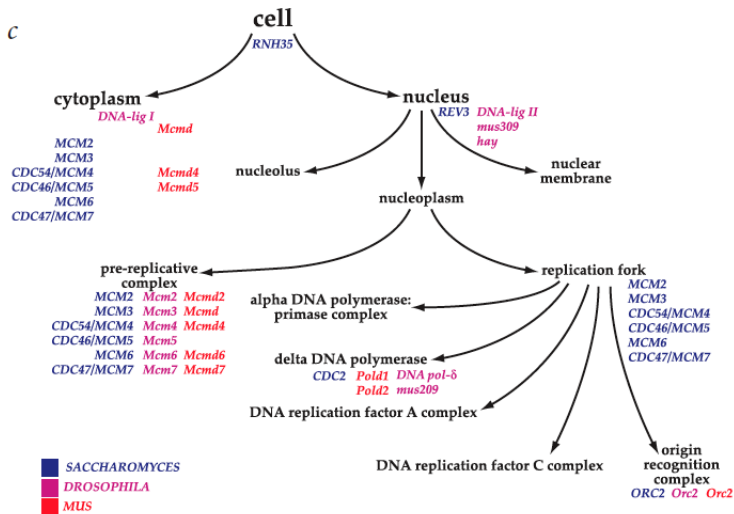 c
cell
RNH35
cytoplasm
DNA-lig I
Mcmd
MCM2
MCM3
CDC54/MCM4 Mcmd4
CDC46/MCM5 Mcmd5
MCM6
CDC47/MCM7
nucleus
REV3 DNA-lig II
mus309
hay
nucleolus
nuclear
membrane
nucleoplasm
pre-replicative
complex
MCM2 Mcm2 Mcmd2
MCM3 Mcm3 Mcmd
CDC54/MCM4 Mcm4 Mcmd4
CDC46/MCM5 Mcm5
MCM6 Mcm6 Mcmd6
CDC47/MCM7 Mcm7 Mcmd7
replication fork
MCM2
MCM3
CDC54/MCM4
CDC46/MCM5
MCM6
CDC47/MCM7
alpha DNA polymerase:
primase complex
delta DNA polymerase
CDC2 Pold1 DNA pol-δ
Pold2 mus209
DNA replication factor A complex
DNA replication factor C complex
origin
recognition
complex
ORC2 Orc2 Orc2
SACCHAROMYCES
DROSOPHILA
MUS